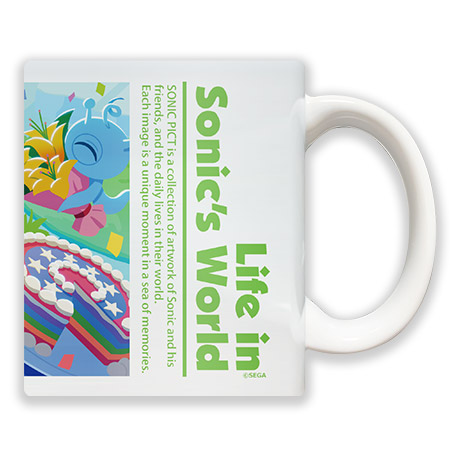 Life in
Sonic's World
SONIC PICT is a collection of artwork of Sonic and his
friends, and the daily lives in their world.
Each image is a unique moment in a sea of memories.
©SEGA